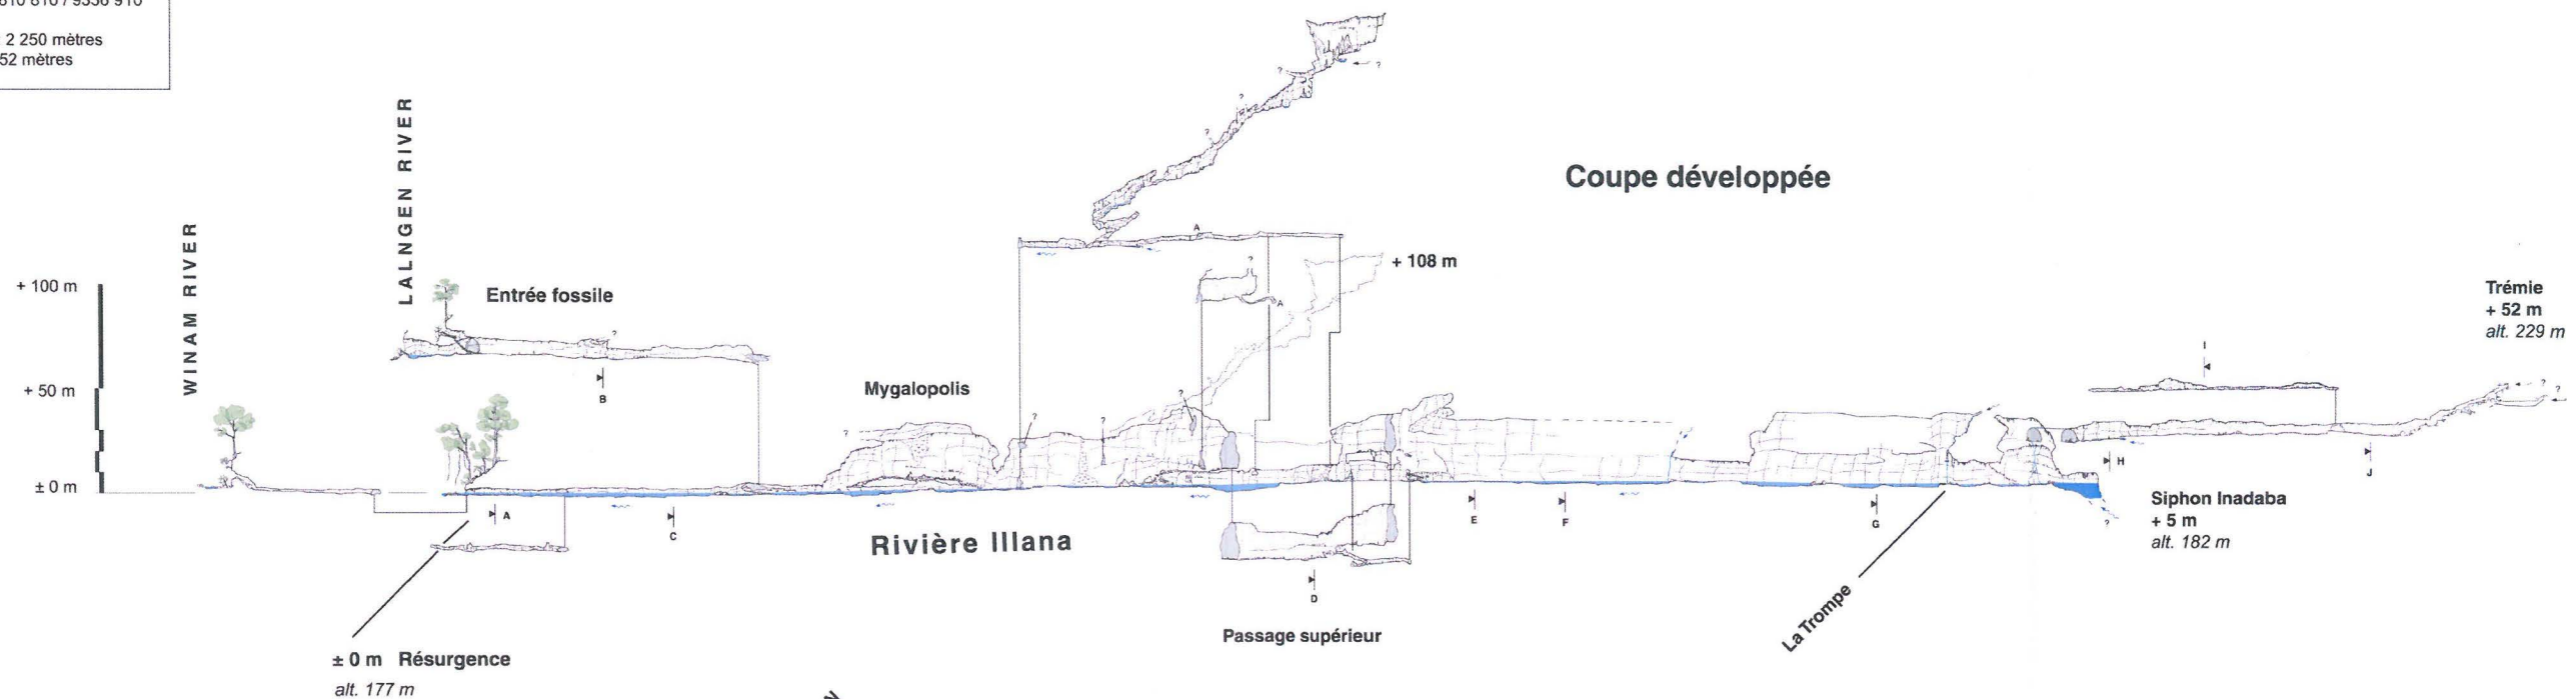 2 250 mètres
52 mètres
WINAM RIVER
LALNGEN RIVER
Coupe développée
+ 100 m
+ 50 m
± 0 m
Entrée fossile
Mygalopolis
+ 108 m
Trémie
+ 52 m
alt. 229 m
A
A
B
I
H
J
A
C
E
F
G
D
Rivière Illana
Siphon Inadaba
+ 5 m
alt. 182 m
La Trompe
Passage supérieur
± 0 m Résurgence
alt. 177 m